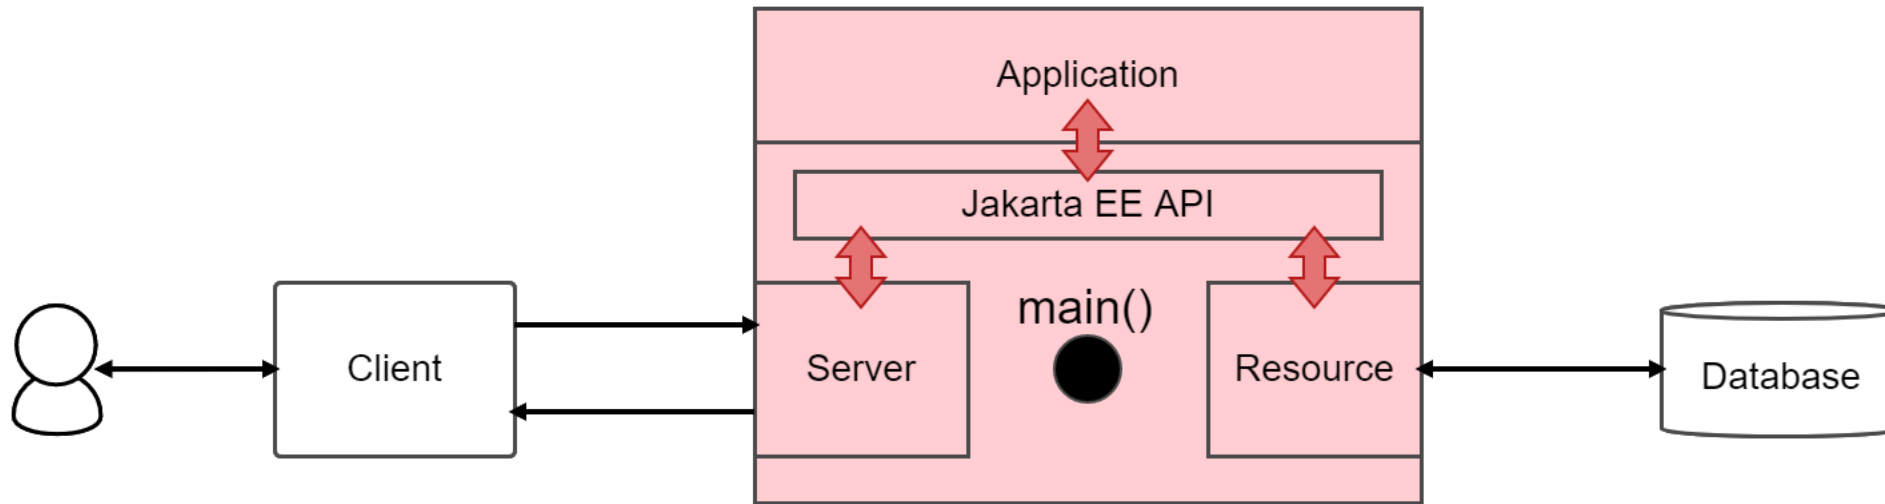 Application
Jakarta EE API
main()
Client
Server
Resource
Database